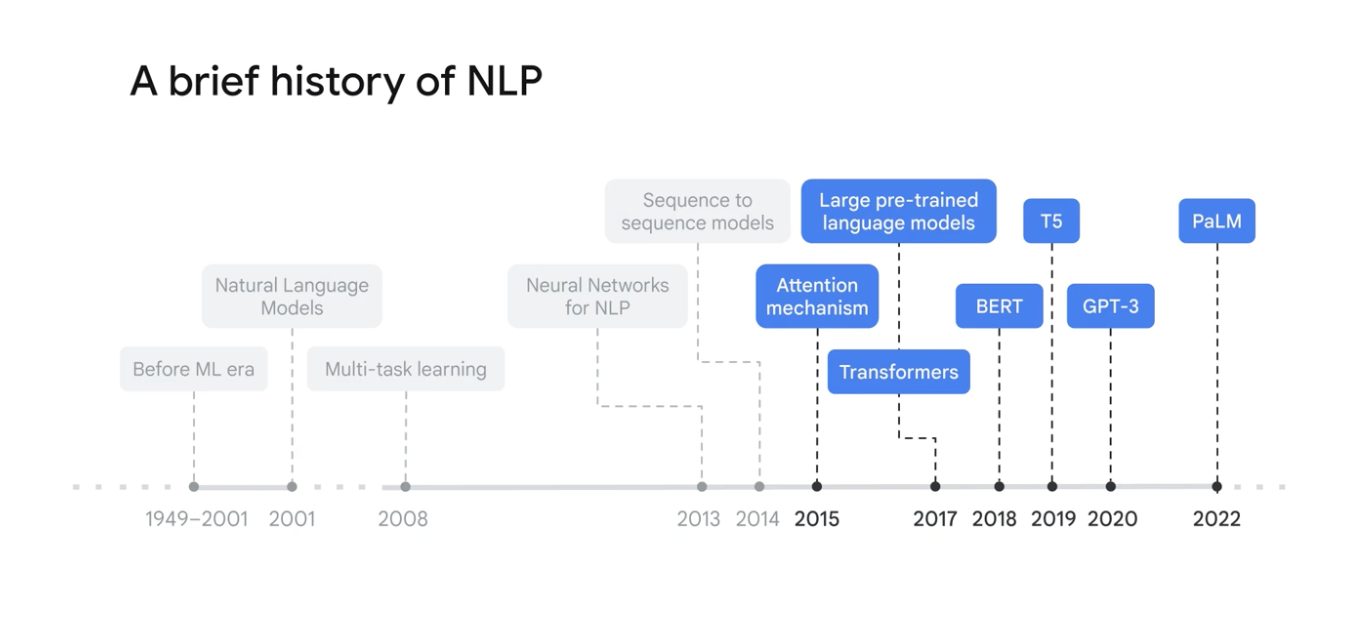 A brief history of NLP
Sequence to
sequence models
Large pre-trained
language models
T5
PaLM
Natural Language
Models
Neural Networks
for NLP
Attention
mechanism
BERT
GPT-3
Before ML era
Multi-task learning
Transformers
1949–2001
2001
2008
2013
2014
2015
2017
2018
2019
2020
2022